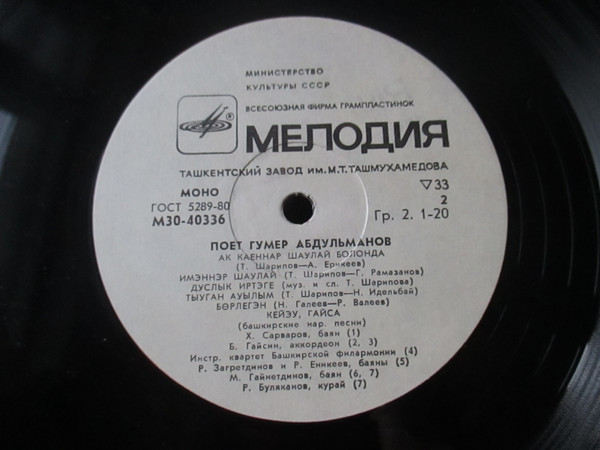 МИНИСТЕРСТВО
КУЛЬТУРЫ СССР
ВСЕСОЮЗНАЯ ФИРМА ГРАМПЛАСТИНОК
МЕЛОДИЯ
ТАШКЕНТСКИЙ ЗАВОД ИМ. М.Т. ТАШМУХАМЕДОВА
МОНО
ГОСТ 5289-80
М30-40336
▽33
2
Гр. 2. 1-20
ПОЕТ ГУМЕР АБДУЛЬМАНОВ
АК КАЕННАР ШАУЛАЙ БОЛОНДА
(Т. Шарипов—А. Ерикеев)
ИМЭННЭР ШАУЛАЙ (Т. Шарипов—Г. Рамазанов)
ДУСЛЫК ИРТЭГЕ (муз. и сл. Т. Шарипова)
ТЫУГАН АУЫЛЫМ (Т. Шарипов—Н. Идельбай)
БӨРЛЕГЭН (Н. Галеев—Р. Валеев)
КЕЙЭУ, ГАЙСА
(башкирские нар. песни)
Х. Сарваров, баян (1)
Б. Гайсин, аккордеон (2, 3)
Инстр. квартет Башкирской филармонии (4)
Р. Загретдинов и Р. Еникеев, баяны (5)
М. Гайнетдинов, баян (6, 7)
Р. Буляканов, курай (7)